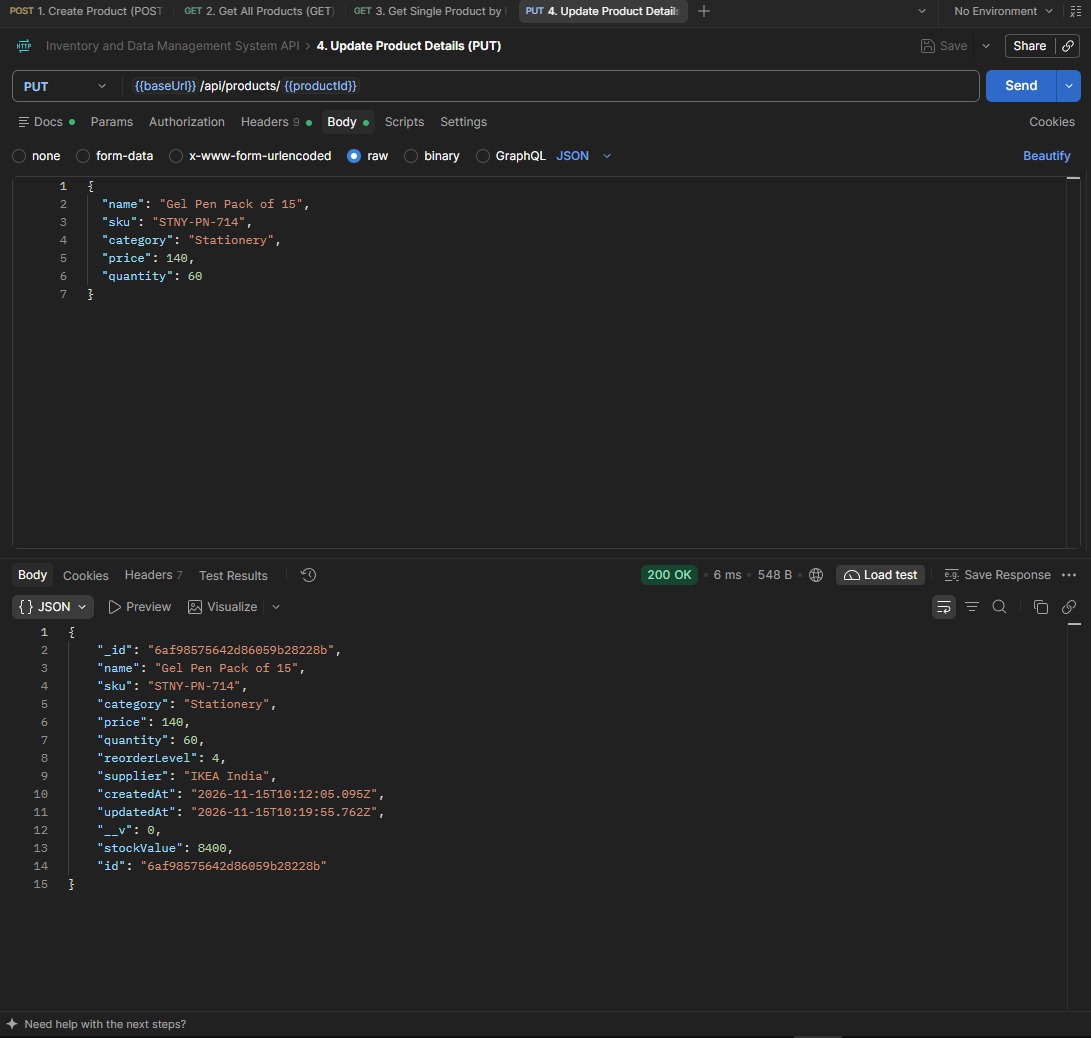 POST 1. Create Product (POST
GET 2. Get All Products (GET)
GET 3. Get Single Product by
PUT 4. Update Product Details
No Environment
HTTP Inventory and Data Management System API > 4. Update Product Details (PUT)
Save
Share
PUT
{{baseUrl}} /api/products/ {{productId}}
Send
Docs
Params
Authorization
Headers 9
Body
Scripts
Settings
Cookies
none
form-data
x-www-form-urlencoded
raw
binary
GraphQL
JSON
Beautify
1 {
2 "name": "Gel Pen Pack of 15",
3 "sku": "STNY-PN-714",
4 "category": "Stationery",
5 "price": 140,
6 "quantity": 60
7 }
Body
Cookies
Headers 7
Test Results
200 OK
6 ms
548 B
Load test
e.g. Save Response
{} JSON
Preview
Visualize
1 {
2 "_id": "6af98575642d86059b28228b",
3 "name": "Gel Pen Pack of 15",
4 "sku": "STNY-PN-714",
5 "category": "Stationery",
6 "price": 140,
7 "quantity": 60,
8 "reorderLevel": 4,
9 "supplier": "IKEA India",
10 "createdAt": "2026-11-15T10:12:05.095Z",
11 "updatedAt": "2026-11-15T10:19:55.762Z",
12 "__v": 0,
13 "stockValue": 8400,
14 "id": "6af98575642d86059b28228b"
15 }
Need help with the next steps?